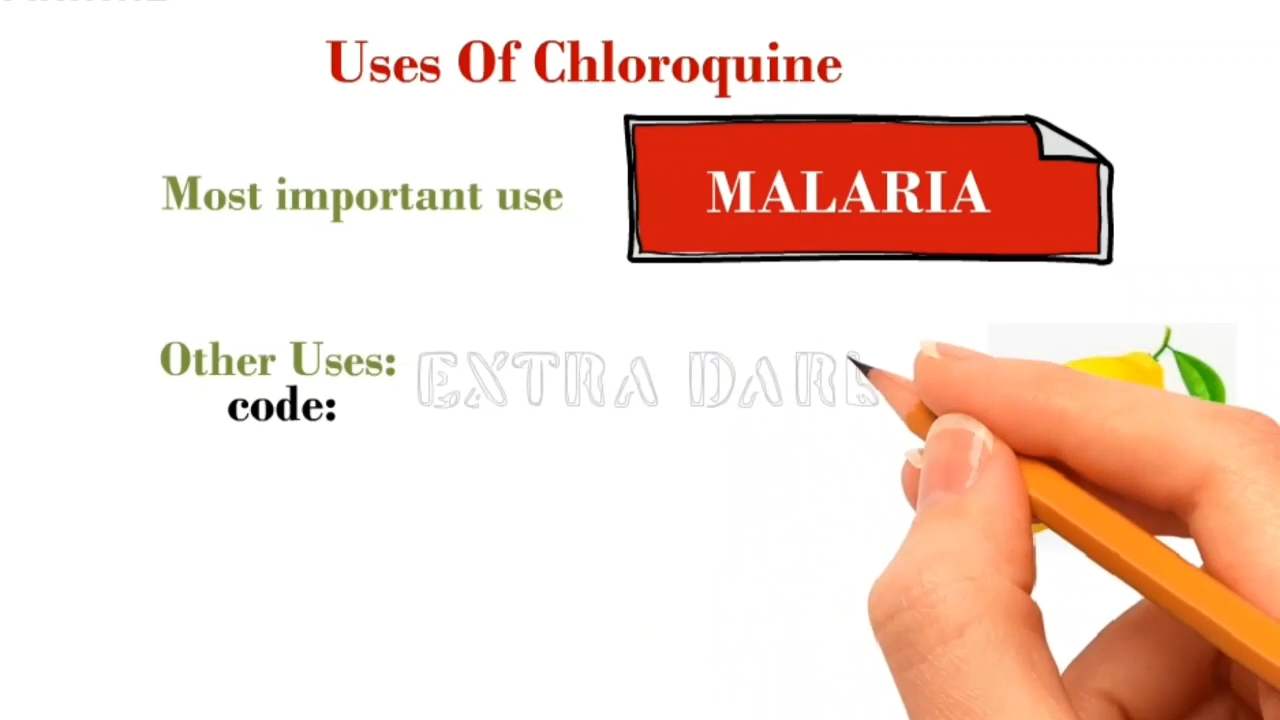 Uses Of Chloroquine
Most important use
MALARIA
Other Uses:
code:
EXTRA